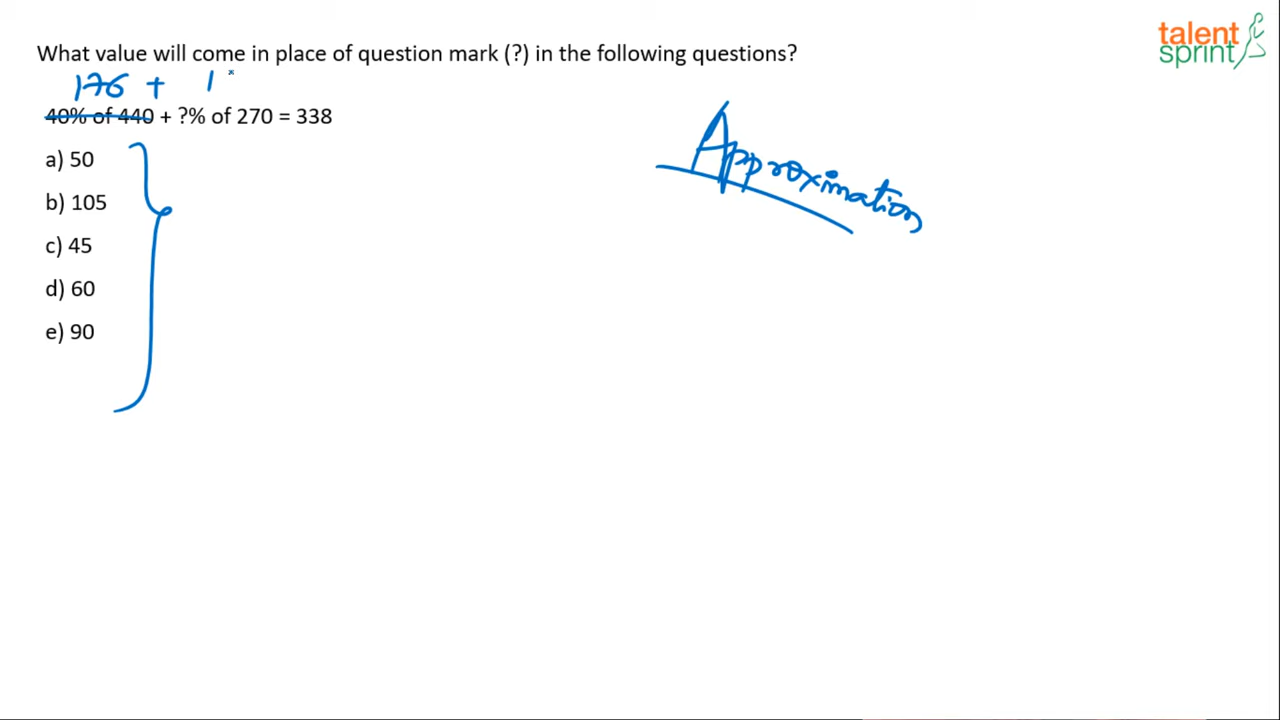 talent
sprint
What value will come in place of question mark (?) in the following questions?
176 + 1
40% of 440 + ?% of 270 = 338
a) 50
b) 105
c) 45
d) 60
e) 90
Approximation